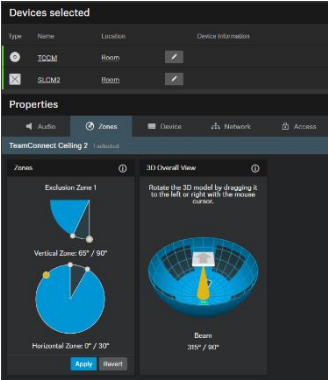 Devices selected
Type Name Location Device Information
TCCM Room
SLCM2 Room
Properties
Audio Zones Device Network Access
TeamConnect Ceiling 2 1 selected
Zones
Exclusion Zone 1
Vertical Zone: 65° / 90°
Horizontal Zone: 0° / 30°
Apply Revert
3D Overall View
Rotate the 3D model by dragging it
to the left or right with the mouse
cursor.
Beam
315° / 90°